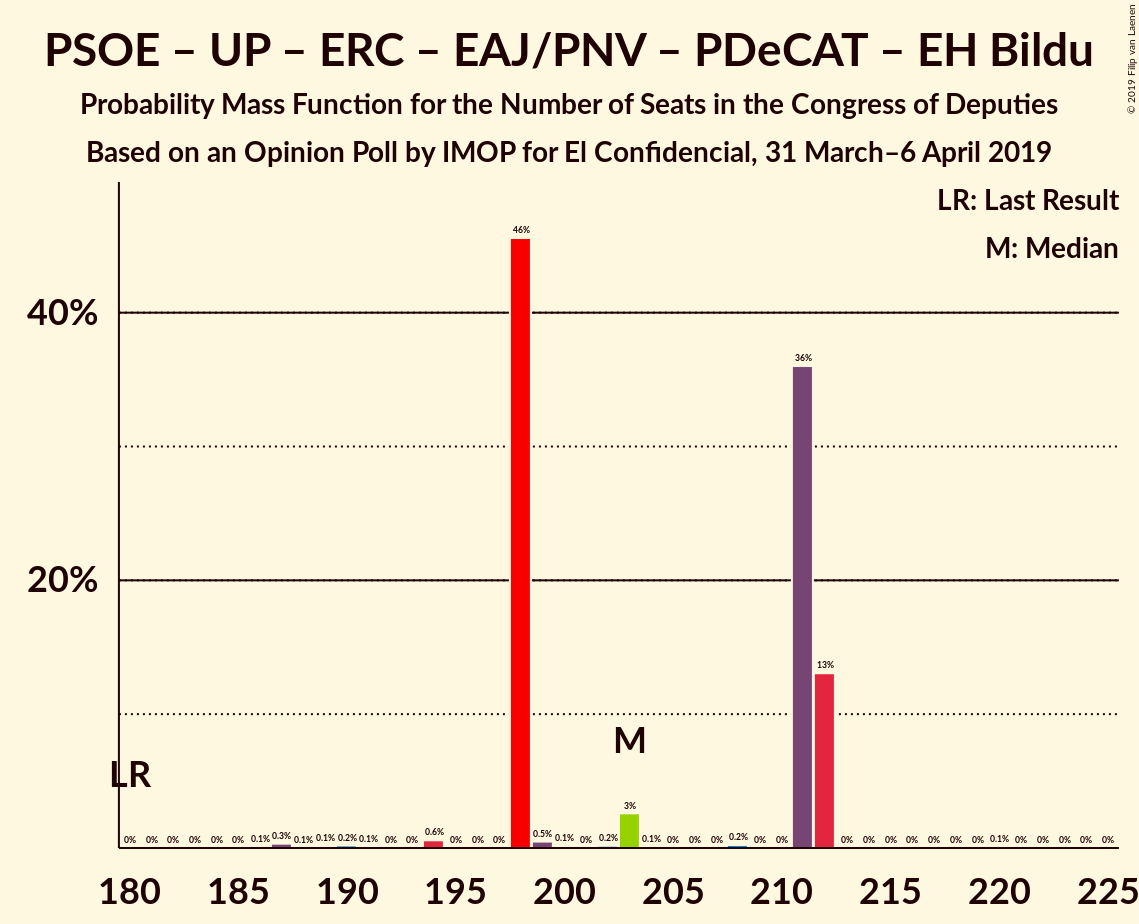 PSOE – UP – ERC – EAJ/PNV – PDeCAT – EH Bildu
Probability Mass Function for the Number of Seats in the Congress of Deputies
Based on an Opinion Poll by IMOP for El Confidencial, 31 March–6 April 2019
© 2019 Filip van Laenen
LR: Last Result
M: Median
46%
40%
36%
20%
13%
M
LR
3%
0% 0% 0% 0% 0% 0% 0.1% 0.3% 0.1% 0.1% 0.2% 0.1% 0% 0% 0.6% 0% 0% 0% 0.5% 0.1% 0% 0.2% 0.1% 0% 0% 0% 0.2% 0% 0% 0% 0% 0% 0% 0% 0% 0% 0.1% 0% 0% 0% 0% 0%
180 185 190 195 200 205 210 215 220 225